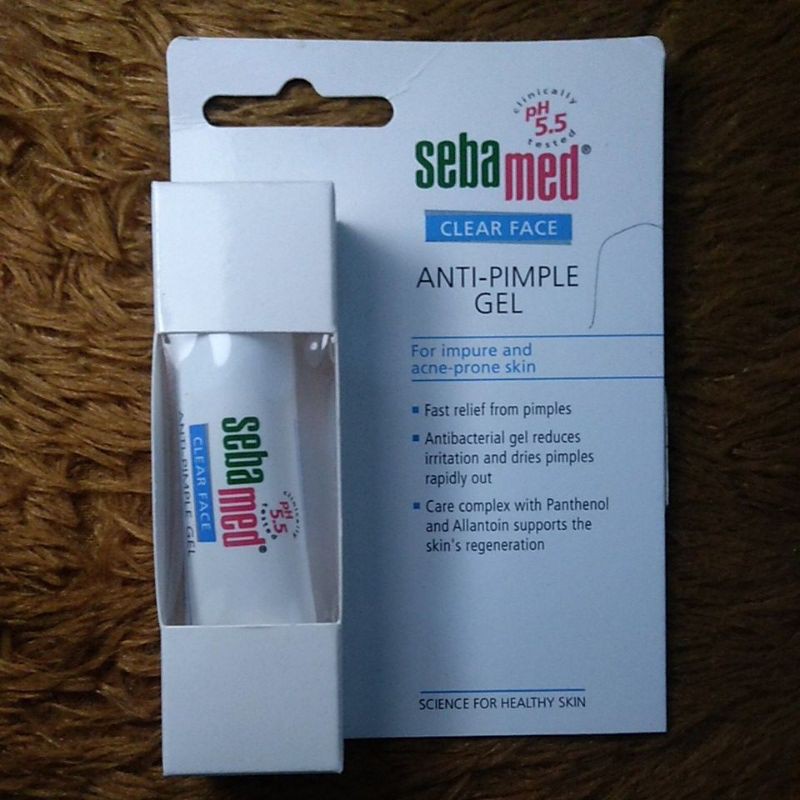 clinically
pH
5.5
tested
sebamed®
CLEAR FACE
ANTI-PIMPLE
GEL
For impure and
acne-prone skin
Fast relief from pimples
Antibacterial gel reduces
irritation and dries pimples
rapidly out
Care complex with Panthenol
and Allantoin supports the
skin's regeneration
SCIENCE FOR HEALTHY SKIN
clinically
pH
5.5
tested
sebamed®
CLEAR FACE
ANTI-PIMPLE GEL